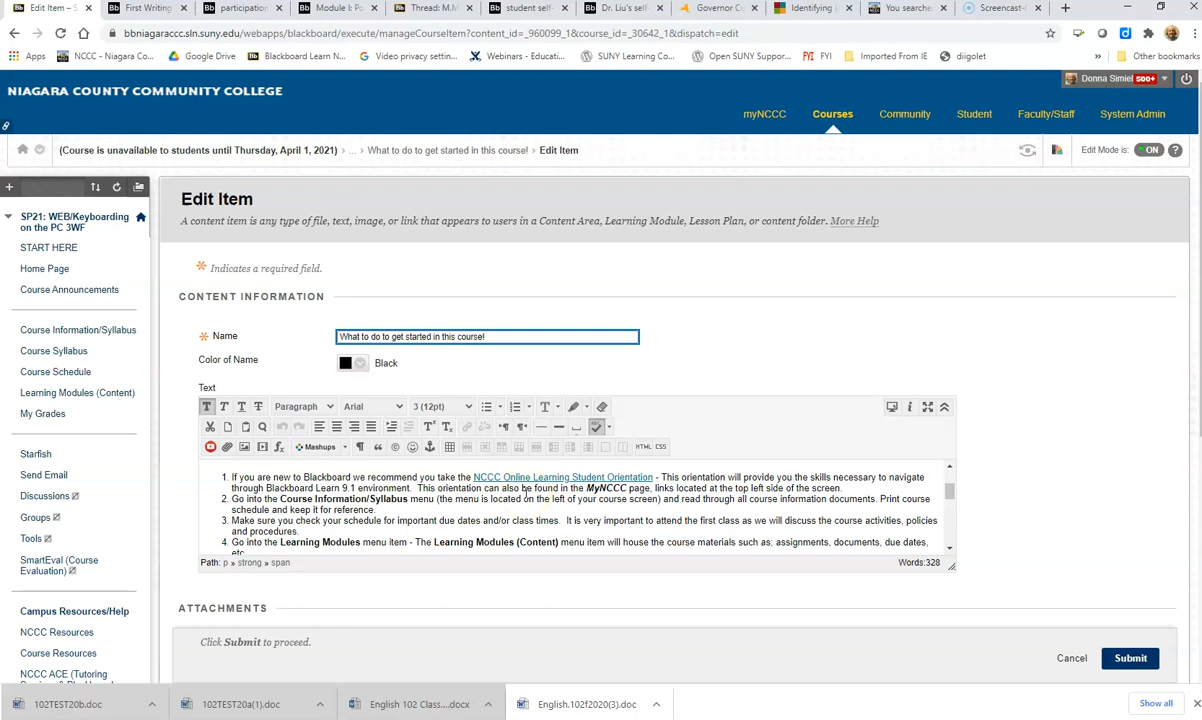 Edit Item –
First Writing
participation
Module I: Po
Thread: M.M
student self-
Dr. Liu's self
Governor Cu
Identifying i
You searche
Screencast-O
bbniagaraccc.sln.suny.edu/webapps/blackboard/execute/manageCourseItem?content_id=_960099_1&course_id=_30642_1&dispatch=edit
Apps
NCCC - Niagara Co...
Google Drive
Blackboard Learn N...
Video privacy settin...
Webinars - Educati...
SUNY Learning Co...
Open SUNY Suppor...
FYI
Imported From IE
diigolet
»
Other bookmarks
NIAGARA COUNTY COMMUNITY COLLEGE
Donna Simiel 500+
myNCCC
Courses
Community
Student
Faculty/Staff
System Admin
(Course is unavailable to students until Thursday, April 1, 2021) ... What to do to get started in this course! Edit Item
Edit Mode is: ON ?
SP21: WEB/Keyboarding
on the PC 3WF
START HERE
Home Page
Course Announcements
Course Information/Syllabus
Course Syllabus
Course Schedule
Learning Modules (Content)
My Grades
Starfish
Send Email
Discussions
Groups
Tools
SmartEval (Course
Evaluation)
Campus Resources/Help
NCCC Resources
Course Resources
NCCC ACE (Tutoring
Edit Item
A content item is any type of file, text, image, or link that appears to users in a Content Area, Learning Module, Lesson Plan, or content folder. More Help
* Indicates a required field.
CONTENT INFORMATION
* Name
What to do to get started in this course!
Color of Name
Black
Text
T T T T Paragraph Arial 3 (12pt)
Mashups
HTML CSS
1. If you are new to Blackboard we recommend you take the NCCC Online Learning Student Orientation - This orientation will provide you the skills necessary to navigate
through Blackboard Learn 9.1 environment. This orientation can also be found in the MyNCCC page, links located at the top left side of the screen.
2. Go into the Course Information/Syllabus menu (the menu is located on the left of your course screen) and read through all course information documents. Print course
schedule and keep it for reference.
3. Make sure you check your schedule for important due dates and/or class times. It is very important to attend the first class as we will discuss the course activities, policies
and procedures.
4. Go into the Learning Modules menu item - The Learning Modules (Content) menu item will house the course materials such as; assignments, documents, due dates,
etc.
Path: p » strong » span
Words:328
ATTACHMENTS
Click Submit to proceed.
Cancel
Submit
102TEST20b.doc
102TEST20a(1).doc
English 102 Class....docx
English.102f2020(3).doc
Show all